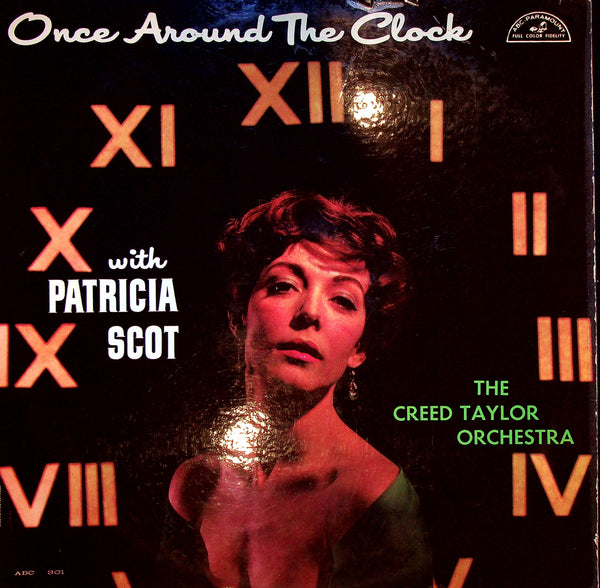 Once Around The Clock
ABC-PARAMOUNT
FULL COLOR FIDELITY
XII
XI
I
X
II
with
PATRICIA
SCOT
IX
III
THE
CREED TAYLOR
ORCHESTRA
VIII
IV
ABC 301